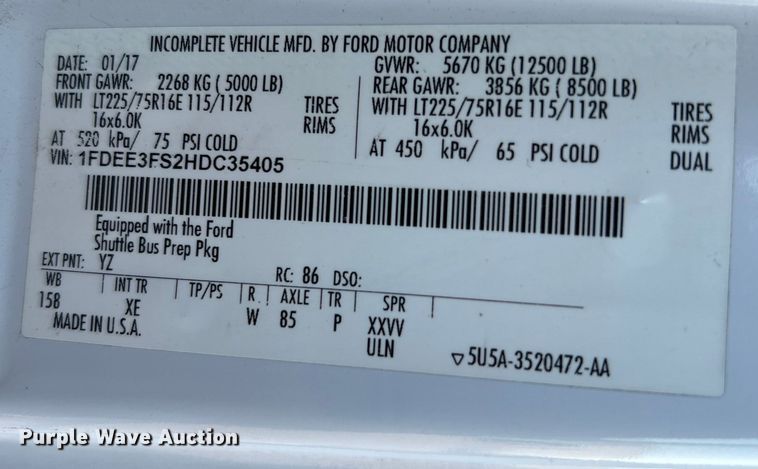 INCOMPLETE VEHICLE MFD. BY FORD MOTOR COMPANY
DATE: 01/17 GVWR: 5670 KG (12500 LB)
FRONT GAWR: 2268 KG ( 5000 LB) REAR GAWR: 3856 KG ( 8500 LB)
WITH LT225/75R16E 115/112R TIRES WITH LT225/75R16E 115/112R TIRES
16x6.0K RIMS 16x6.0K RIMS
AT 520 kPa/ 75 PSI COLD AT 450 kPa/ 65 PSI COLD DUAL
VIN: 1FDEE3FS2HDC35405
Equipped with the Ford
Shuttle Bus Prep Pkg
EXT PNT: YZ RC: 86 DSO:
WB INT TR TP/PS R. AXLE TR SPR
158 XE W 85 P XXVV
MADE IN U.S.A. ULN ▽5U5A-3520472-AA
Purple Wave Auction